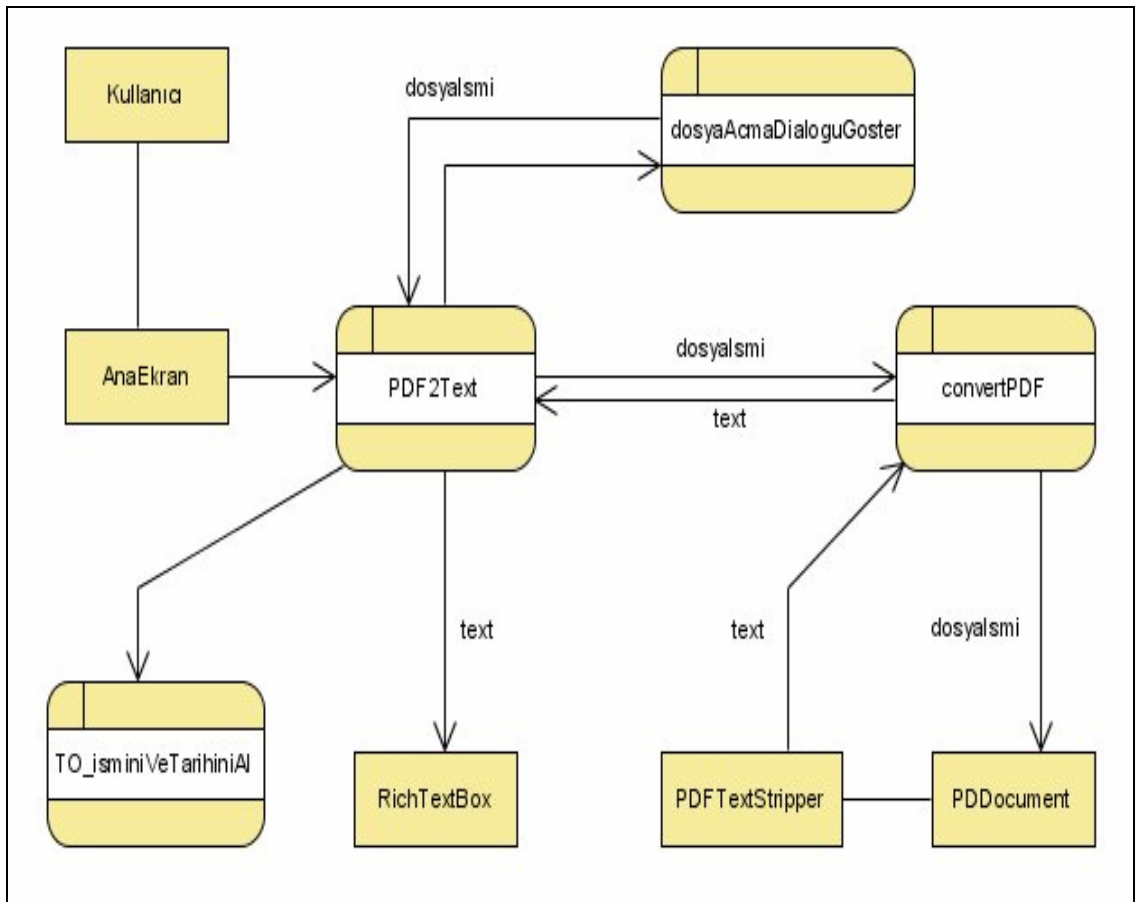 Kullanıcı
dosyaIsmi
dosyaAcmaDialoguGoster
AnaEkran
PDF2Text
dosyaIsmi
text
convertPDF
text
text
dosyaIsmi
TO_isminiVeTarihiniAl
RichTextBox
PDFTextStripper
PDDocument